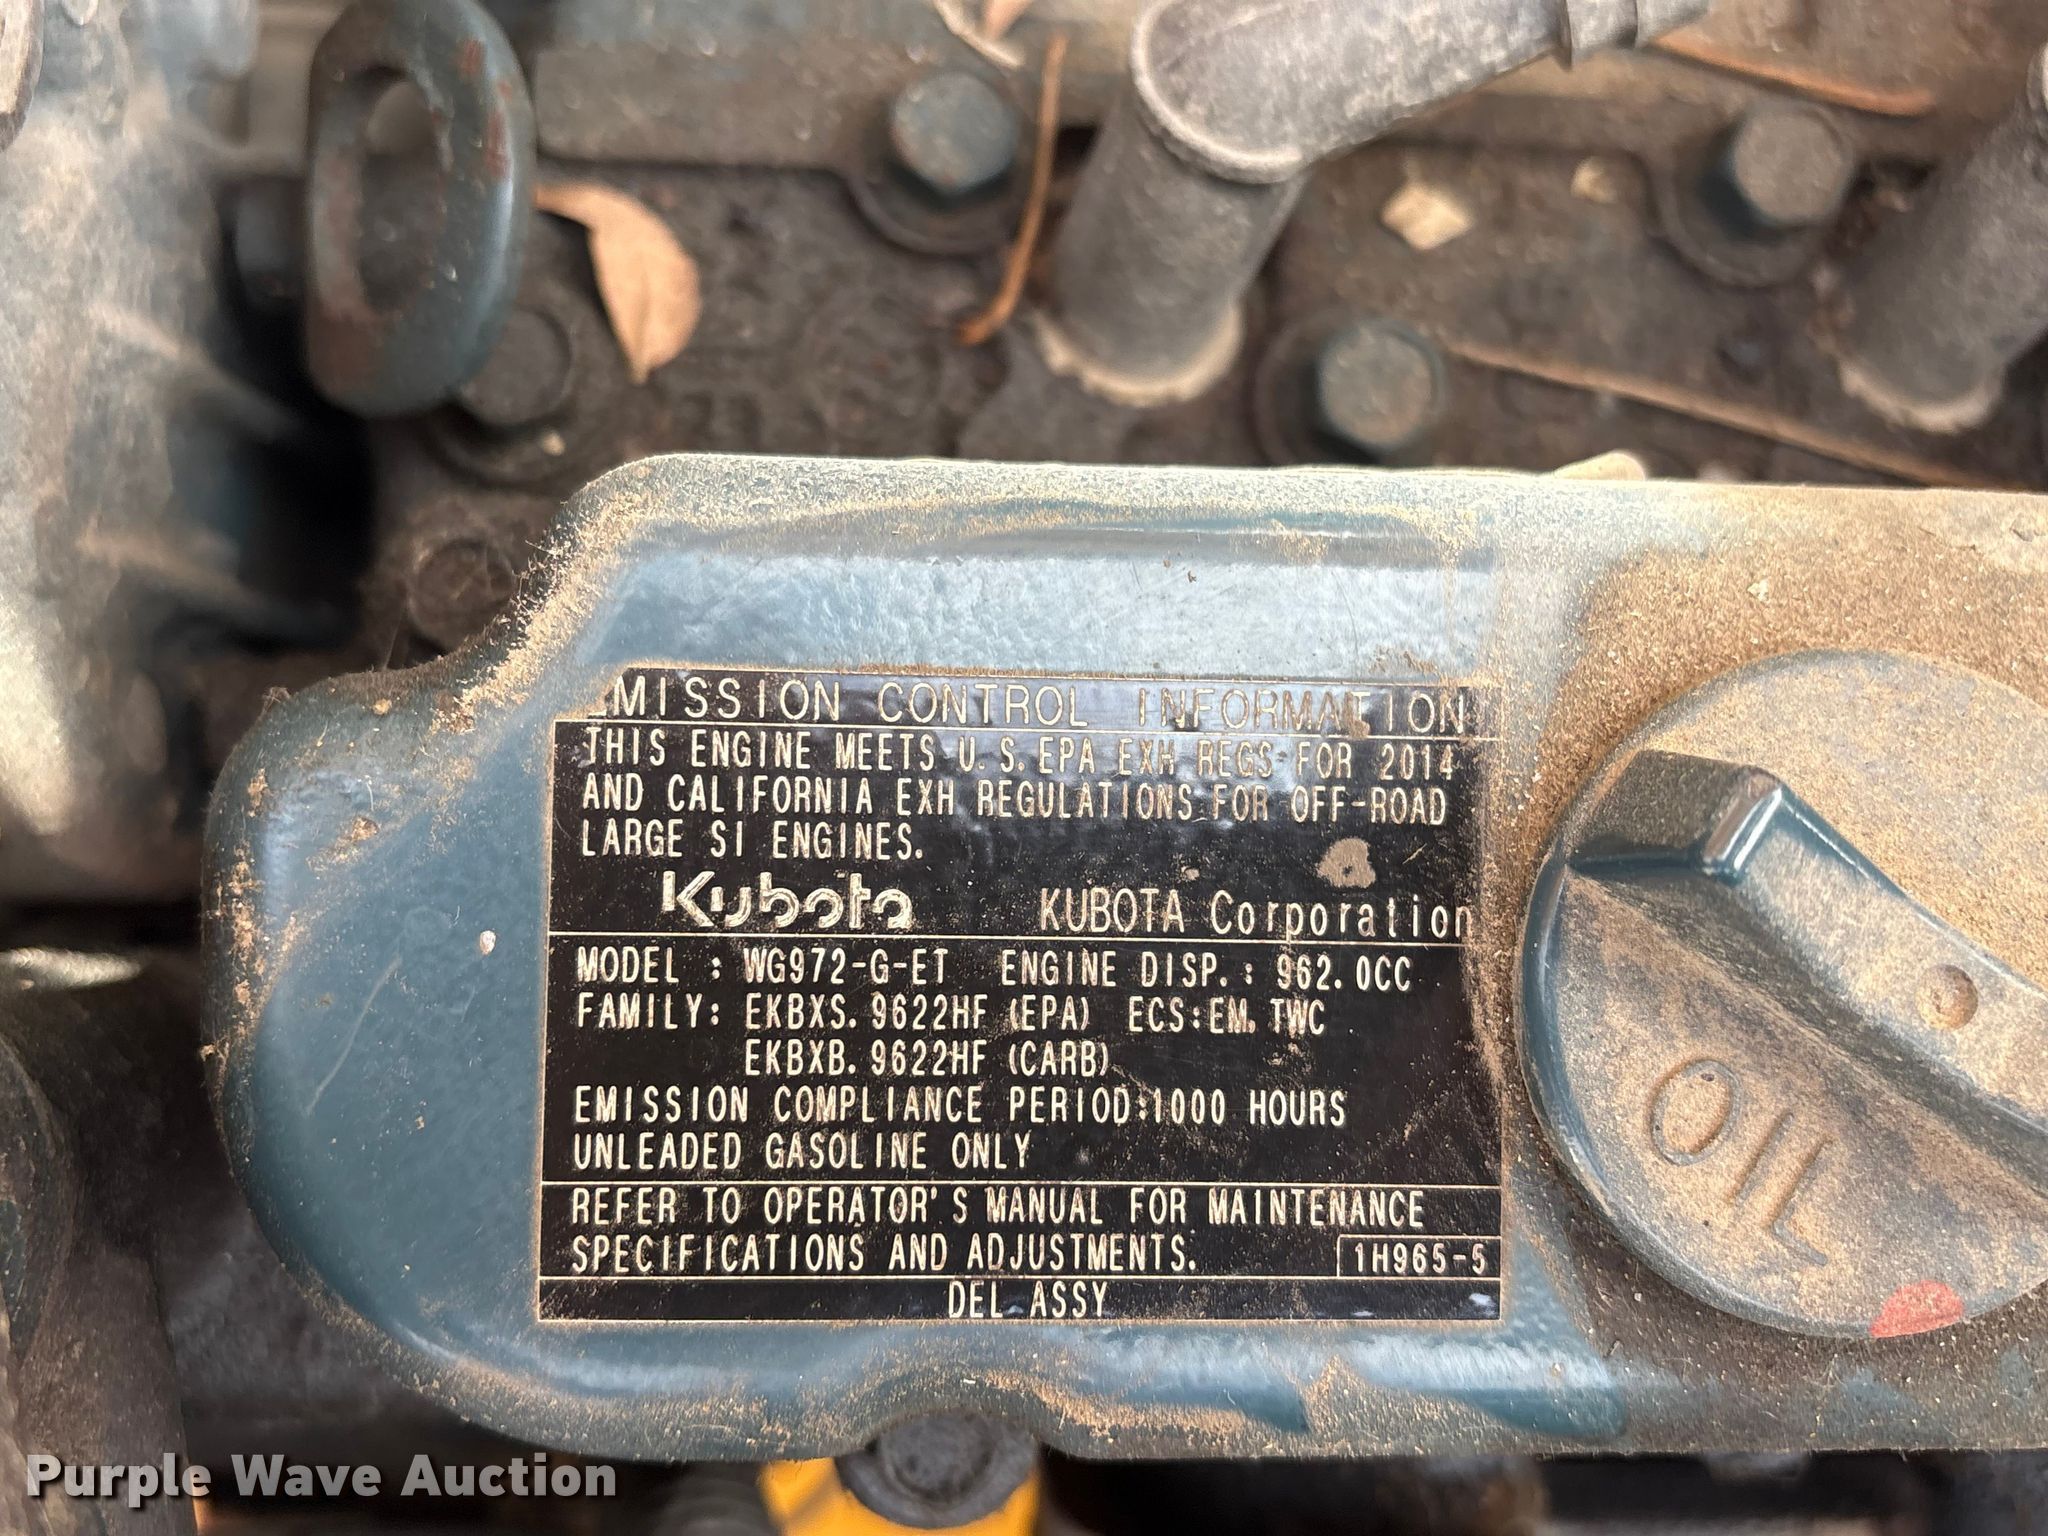 EMISSION CONTROL INFORMATION
THIS ENGINE MEETS U.S.EPA EXH REGS FOR 2014
AND CALIFORNIA EXH REGULATIONS FOR OFF-ROAD
LARGE SI ENGINES.
Kubota KUBOTA Corporation
MODEL : WG972-G-ET ENGINE DISP.: 962.0CC
FAMILY: EKBXS.9622HF (EPA) ECS:EM, TWC
EKBXB.9622HF (CARB)
EMISSION COMPLIANCE PERIOD:1000 HOURS
UNLEADED GASOLINE ONLY
REFER TO OPERATOR'S MANUAL FOR MAINTENANCE
SPECIFICATIONS AND ADJUSTMENTS. 1H965-5
DEL ASSY
OIL
Purple Wave Auction